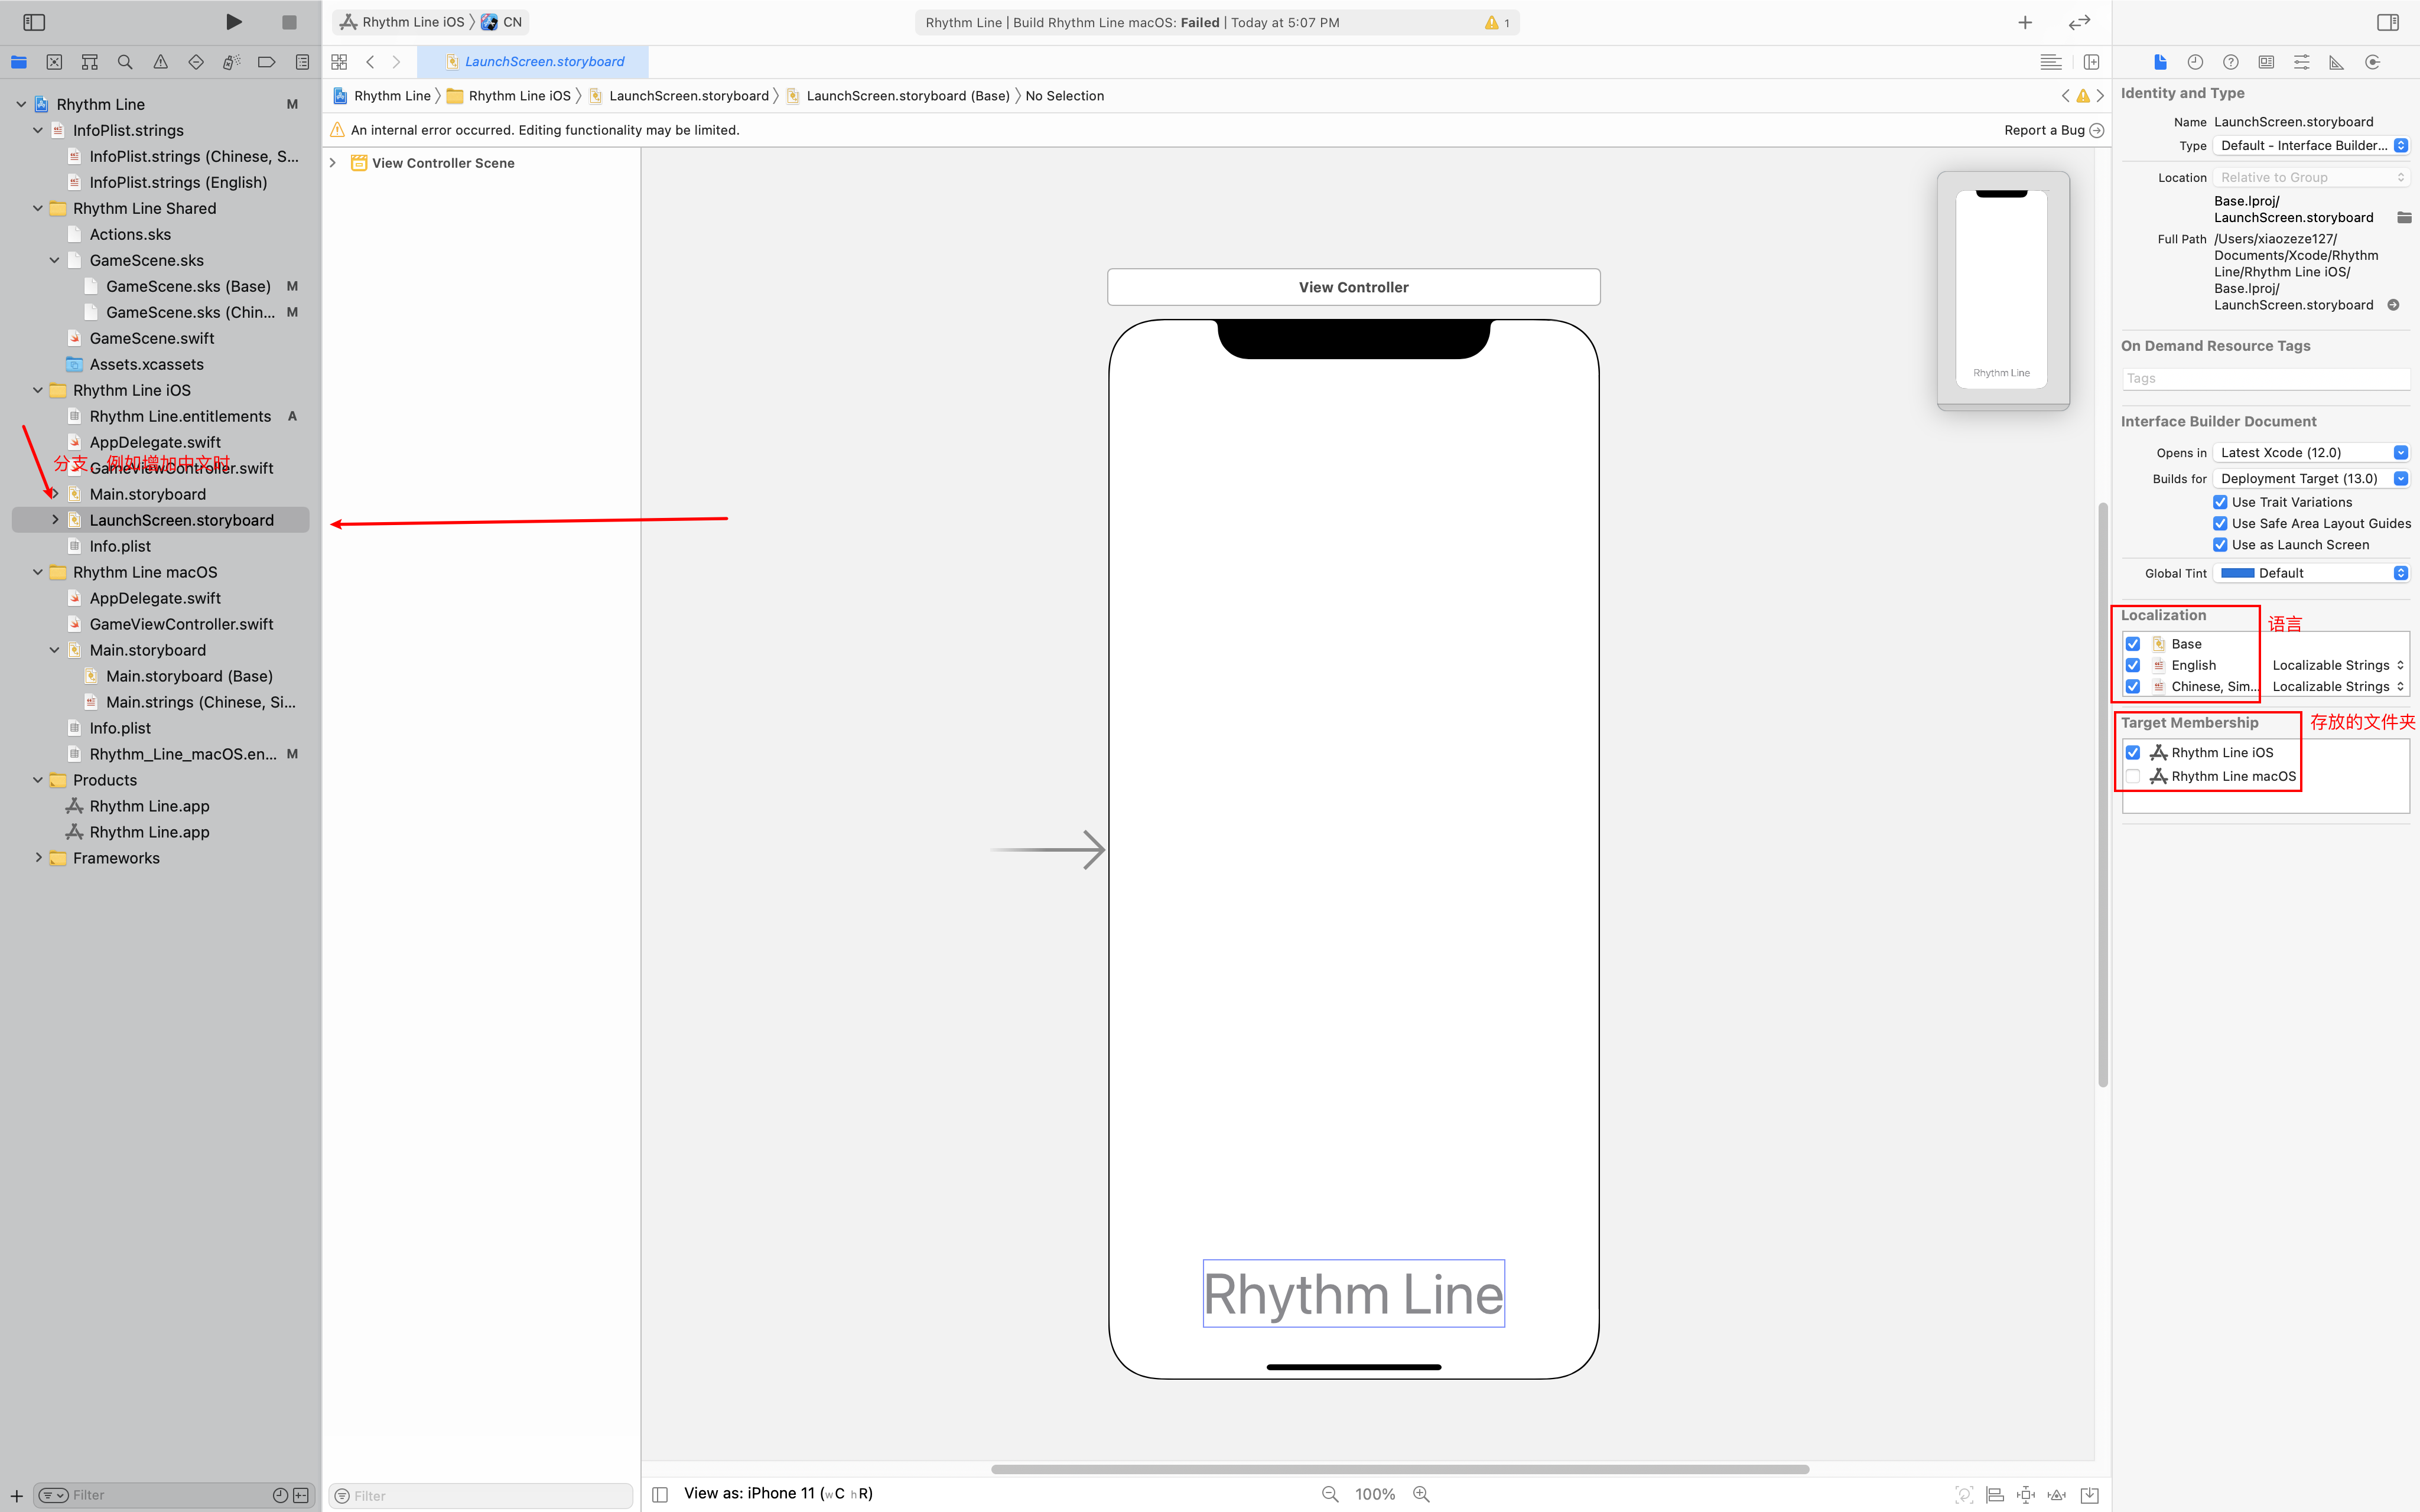 Rhythm Line iOS
CN
Rhythm Line | Build Rhythm Line macOS: Failed | Today at 5:07 PM
1
LaunchScreen.storyboard
Rhythm Line
M
InfoPlist.strings
InfoPlist.strings (Chinese, S...
InfoPlist.strings (English)
Rhythm Line Shared
Actions.sks
GameScene.sks
GameScene.sks (Base)
M
GameScene.sks (Chin...
M
GameScene.swift
Assets.xcassets
Rhythm Line iOS
Rhythm Line.entitlements
A
AppDelegate.swift
分支，例如增加中文时
GameViewController.swift
Main.storyboard
LaunchScreen.storyboard
Info.plist
Rhythm Line macOS
AppDelegate.swift
GameViewController.swift
Main.storyboard
Main.storyboard (Base)
Main.strings (Chinese, Si...
Info.plist
Rhythm_Line_macOS.en...
M
Products
Rhythm Line.app
Rhythm Line.app
Frameworks
Filter
Rhythm Line
Rhythm Line iOS
LaunchScreen.storyboard
LaunchScreen.storyboard (Base)
No Selection
An internal error occurred. Editing functionality may be limited.
Report a Bug
View Controller Scene
Filter
View Controller
Rhythm Line
Rhythm Line
View as: iPhone 11 (wC hR)
100%
Identity and Type
Name LaunchScreen.storyboard
Type Default - Interface Builder...
Location Relative to Group
Base.lproj/
LaunchScreen.storyboard
Full Path /Users/xiaozeze127/
Documents/Xcode/Rhythm
Line/Rhythm Line iOS/
Base.lproj/
LaunchScreen.storyboard
On Demand Resource Tags
Tags
Interface Builder Document
Opens in Latest Xcode (12.0)
Builds for Deployment Target (13.0)
Use Trait Variations
Use Safe Area Layout Guides
Use as Launch Screen
Global Tint Default
Localization
语言
Base
English Localizable Strings
Chinese, Sim... Localizable Strings
Target Membership
存放的文件夹
Rhythm Line iOS
Rhythm Line macOS